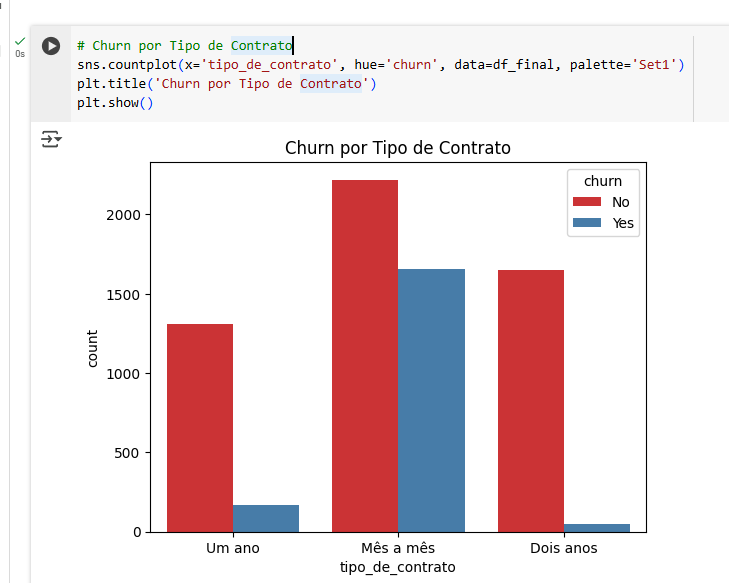 0s
# Churn por Tipo de Contrato
sns.countplot(x='tipo_de_contrato', hue='churn', data=df_final, palette='Set1')
plt.title('Churn por Tipo de Contrato')
plt.show()
Churn por Tipo de Contrato
churn
No
Yes
2000
1500
1000
500
0
count
Um ano
Mês a mês
Dois anos
tipo_de_contrato